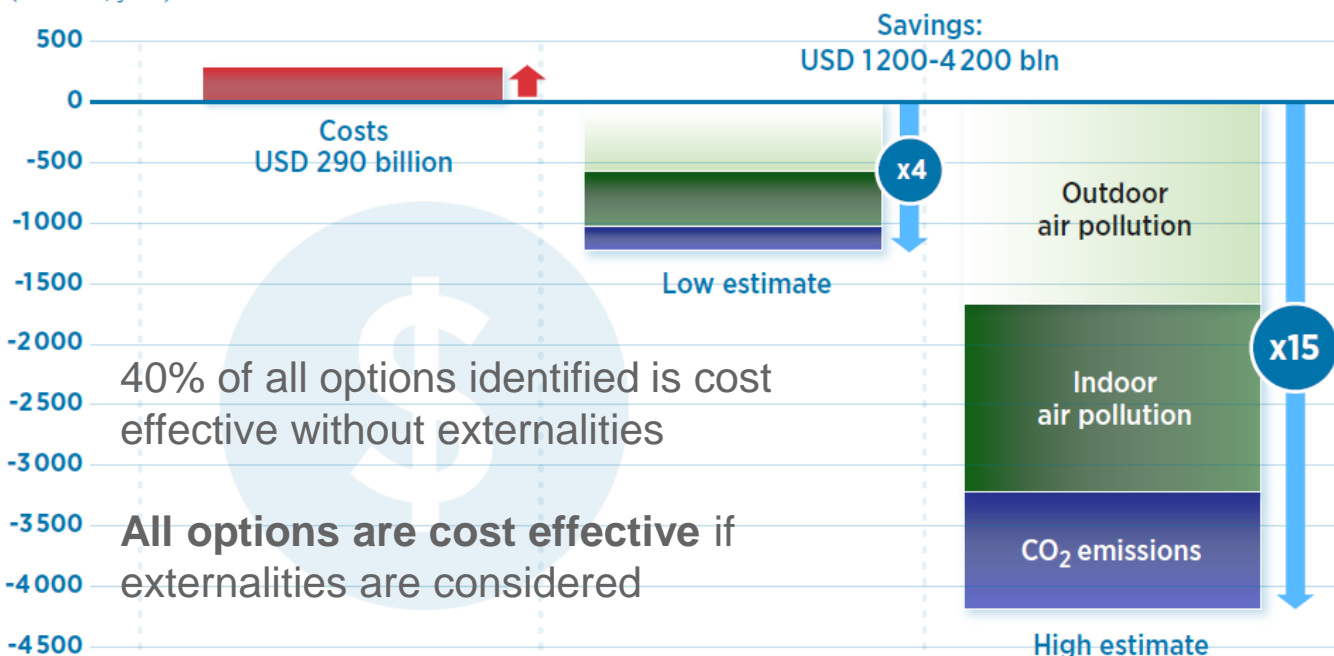 500
0
-500
-1000
-1500
-2000
-2500
-3000
-3500
-4000
-4500
Costs
USD 290 billion
Savings:
USD 1200-4200 bln
x4
Low estimate
Outdoor
air pollution
Indoor
air pollution
CO₂ emissions
x15
High estimate
$
40% of all options identified is cost
effective without externalities
All options are cost effective if
externalities are considered